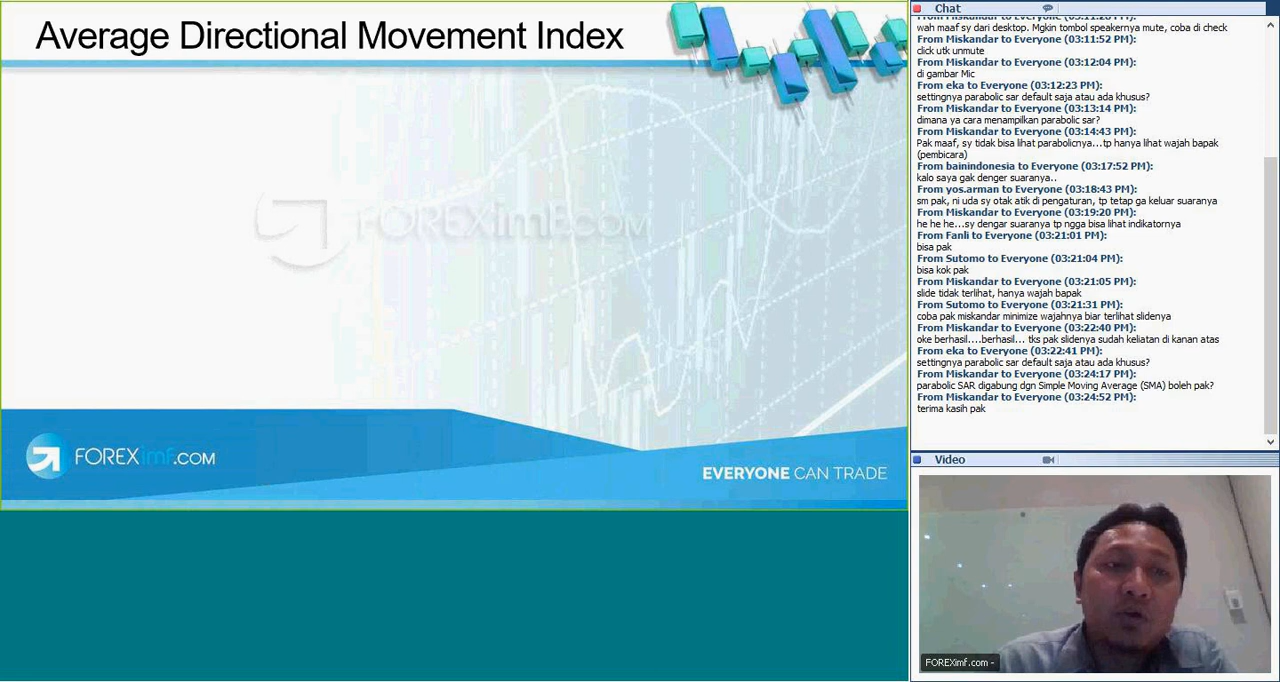 Average Directional Movement Index
FOREXimf.COM
FOREXimf.COM
EVERYONE CAN TRADE
Chat
From Miskandar to Everyone (03:11:28 PM):
wah maaf sy dari desktop. Mgkin tombol speakernya mute, coba di check
From Miskandar to Everyone (03:11:52 PM):
click utk unmute
From Miskandar to Everyone (03:12:04 PM):
di gambar Mic
From eka to Everyone (03:12:23 PM):
settingnya parabolic sar default saja atau ada khusus?
From Miskandar to Everyone (03:13:14 PM):
dimana ya cara menampilkan parabolic sar?
From Miskandar to Everyone (03:14:43 PM):
Pak maaf, sy tidak bisa lihat parabolicnya...tp hanya lihat wajah bapak
(pembicara)
From bainindonesia to Everyone (03:17:52 PM):
kalo saya gak denger suaranya..
From yos.arman to Everyone (03:18:43 PM):
sm pak, ni uda sy otak atik di pengaturan, tp tetap ga keluar suaranya
From Miskandar to Everyone (03:19:20 PM):
he he he...sy dengar suaranya tp ngga bisa lihat indikatornya
From Fanli to Everyone (03:21:01 PM):
bisa pak
From Sutomo to Everyone (03:21:04 PM):
bisa kok pak
From Miskandar to Everyone (03:21:05 PM):
slide tidak terlihat, hanya wajah bapak
From Sutomo to Everyone (03:21:31 PM):
coba pak miskandar minimize wajahnya biar terlihat slidenya
From Miskandar to Everyone (03:22:40 PM):
oke berhasil....berhasil... tks pak slidenya sudah keliatan di kanan atas
From eka to Everyone (03:22:41 PM):
settingnya parabolic sar default saja atau ada khusus?
From Miskandar to Everyone (03:24:17 PM):
parabolic SAR digabung dgn Simple Moving Average (SMA) boleh pak?
From Miskandar to Everyone (03:24:52 PM):
terima kasih pak
Video
FOREXimf.com -